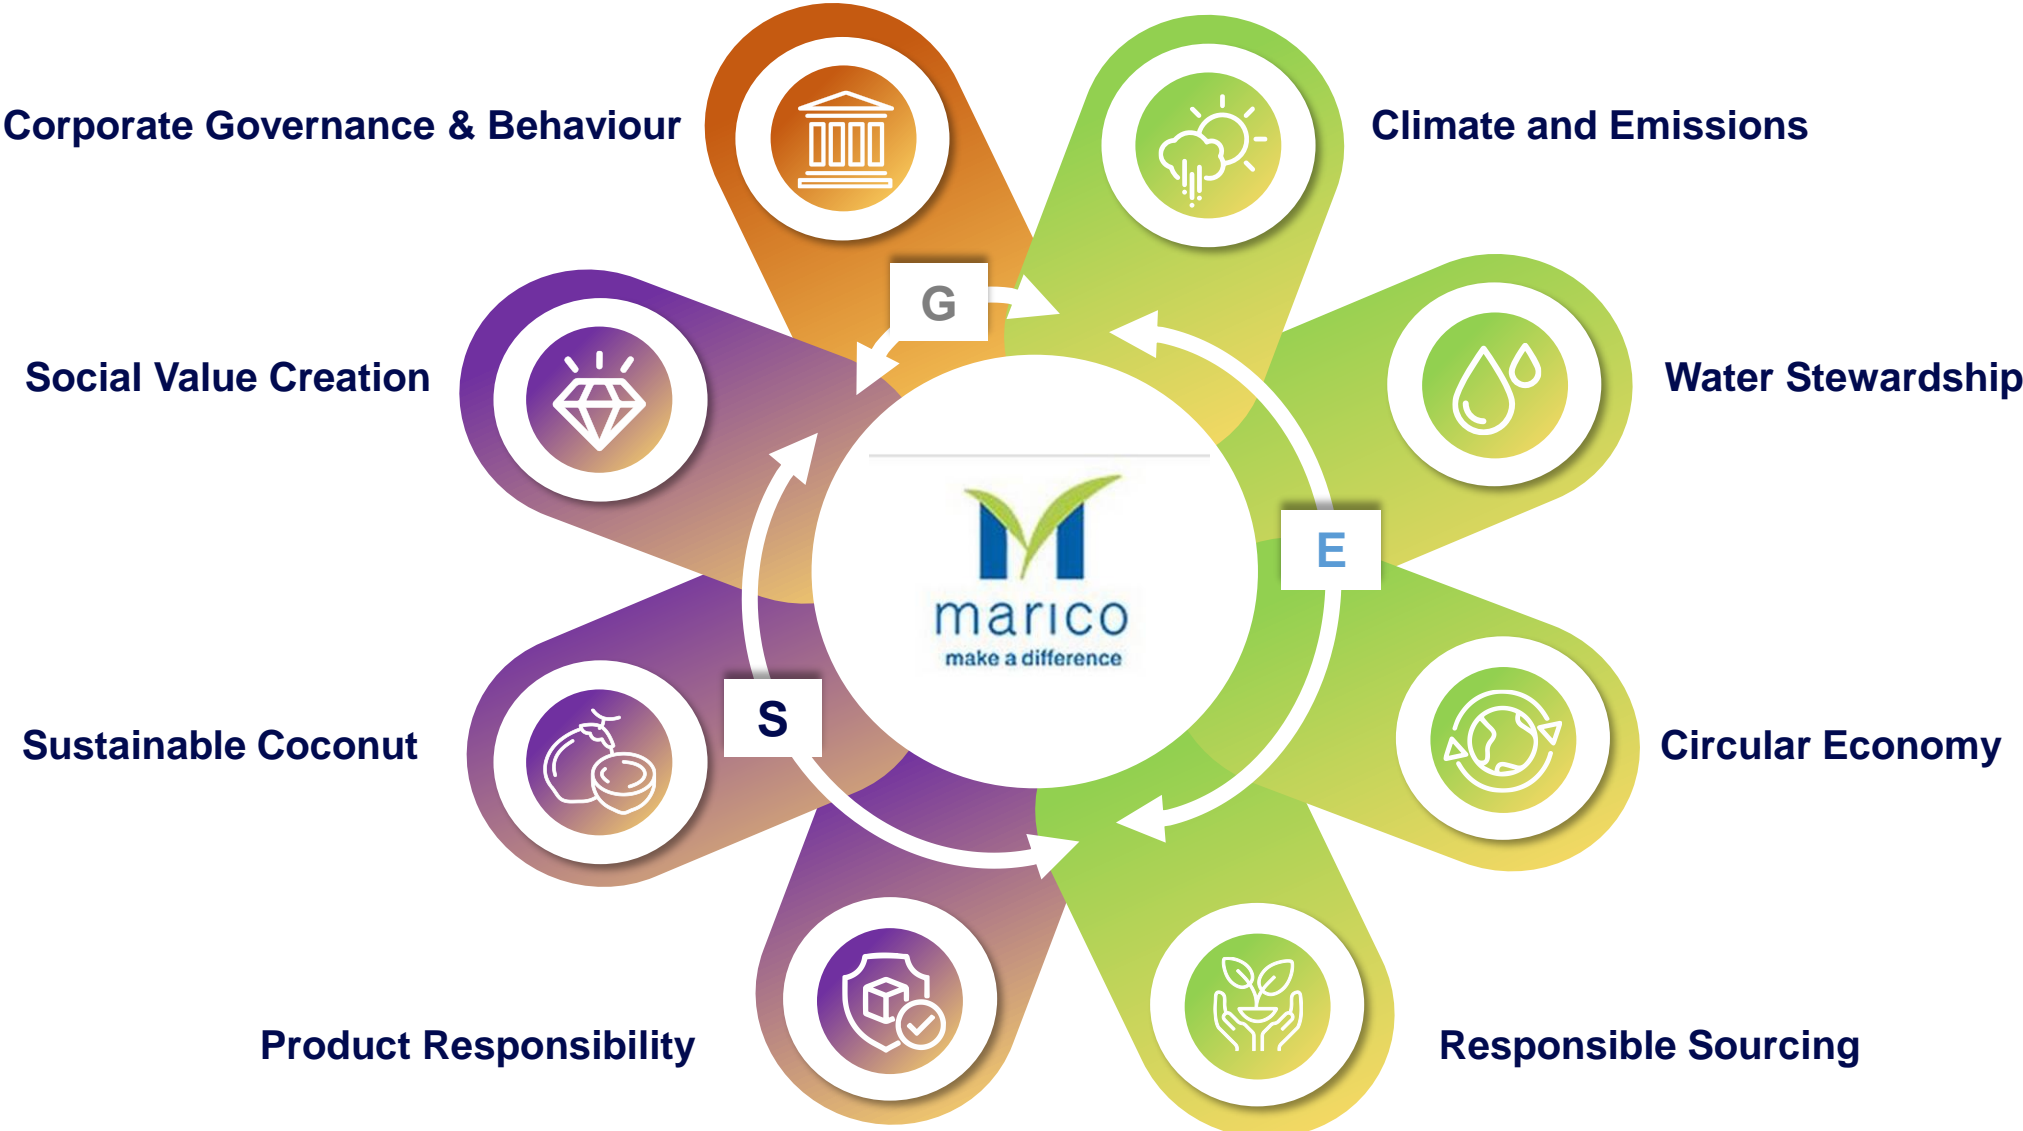 Corporate Governance & Behaviour
Climate and Emissions
G
Social Value Creation
Water Stewardship
E
marico
make a difference
S
Sustainable Coconut
Circular Economy
Product Responsibility
Responsible Sourcing